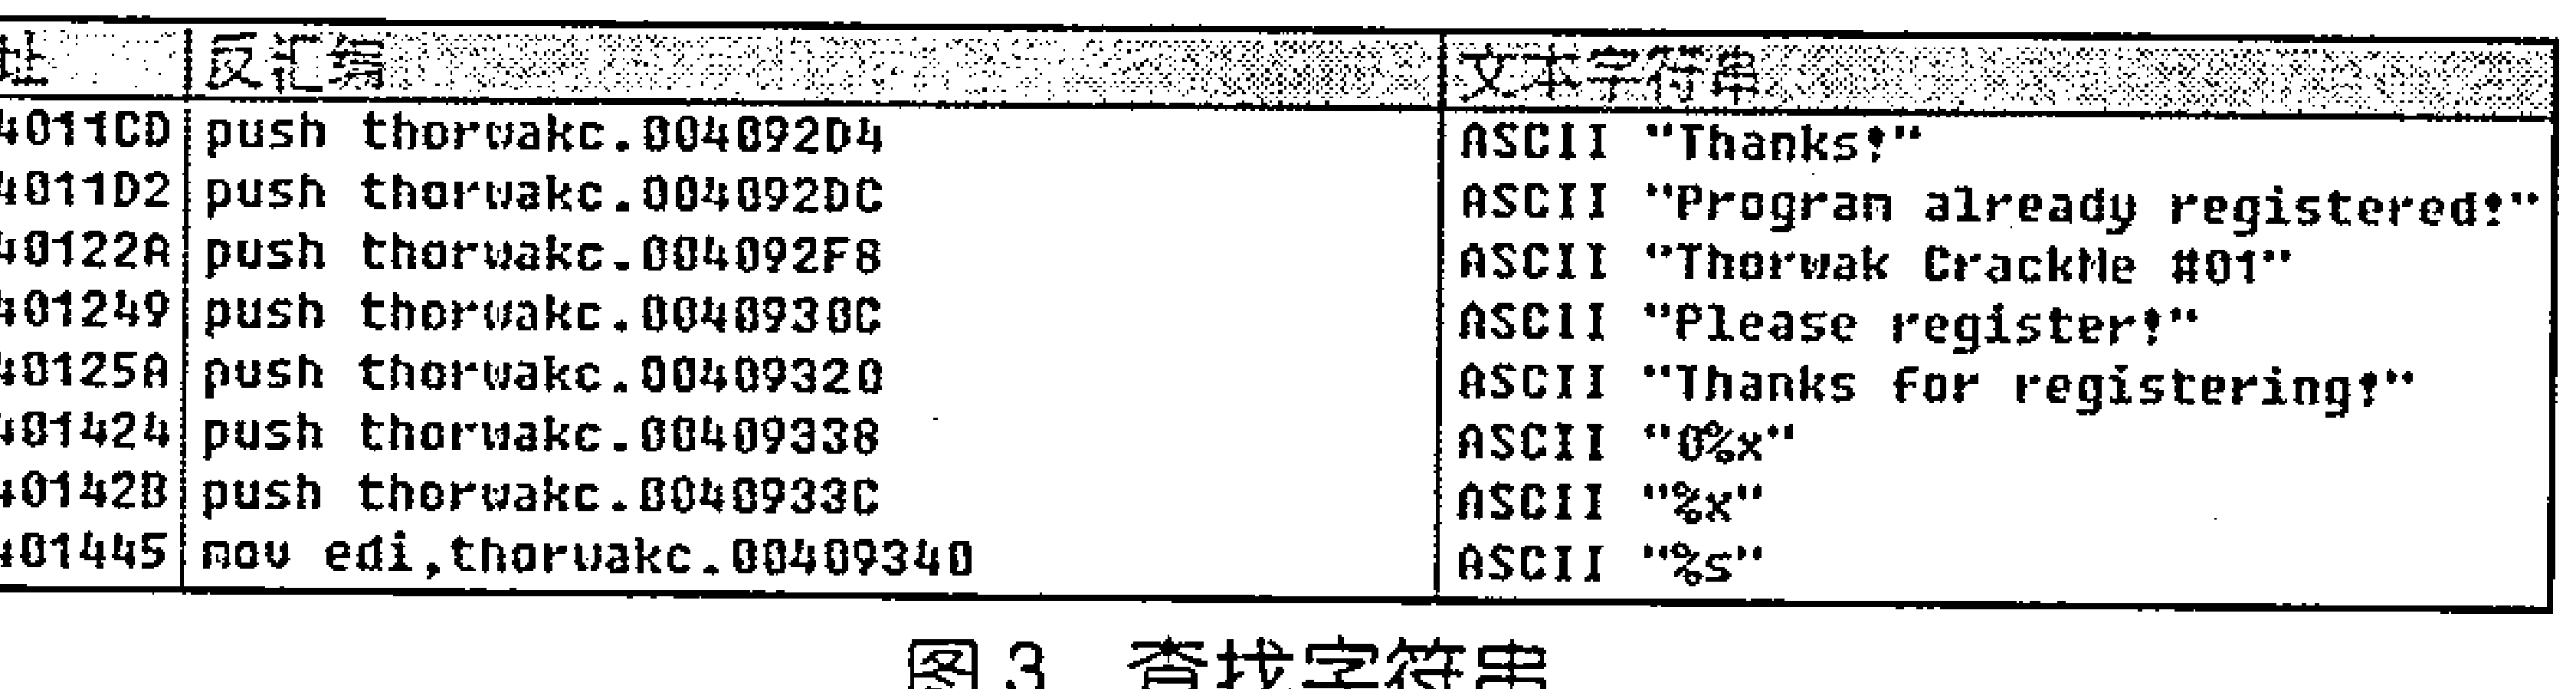 址 反汇编 文本字符串
4011CD push thorwakc.004092D4 ASCII "Thanks!"
4011D2 push thorwakc.004092DC ASCII "Program already registered!"
40122A push thorwakc.004092F8 ASCII "Thorwak CrackMe #01"
401249 push thorwakc.0040930C ASCII "Please register!"
40125A push thorwakc.00409320 ASCII "Thanks for registering!"
401424 push thorwakc.00409338 ASCII "0%x"
40142B push thorwakc.0040933C ASCII "%x"
401445 mov edi,thorwakc.00409340 ASCII "%s"
图3 查找字符串